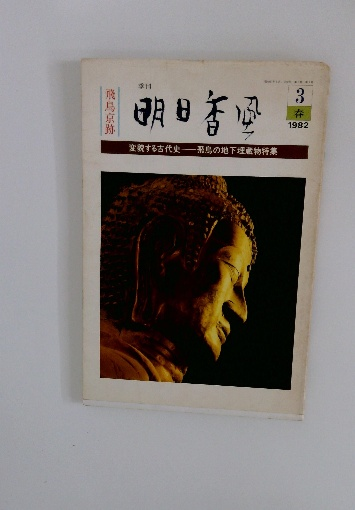 季刊
明日香風
飛鳥京跡
3
春
1982
変貌する古代史──飛鳥の地下埋蔵物特集